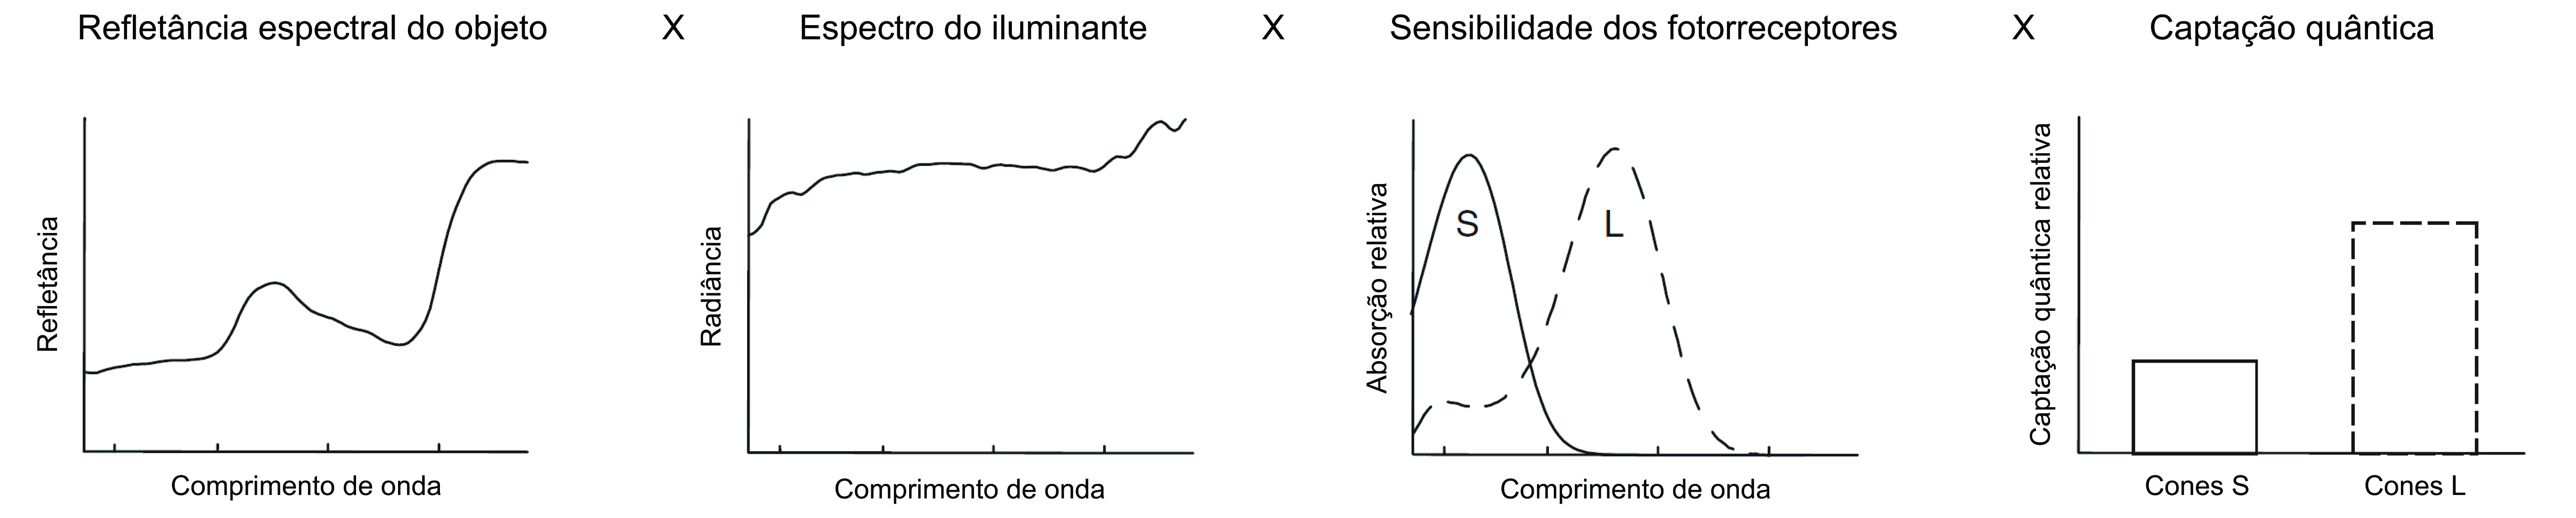 Refletância espectral do objeto X Espectro do iluminante X Sensibilidade dos fotorreceptores X Captação quântica
Refletância
Comprimento de onda
Radiância
Comprimento de onda
Absorção relativa
S
L
Comprimento de onda
Captação quântica relativa
Cones S
Cones L